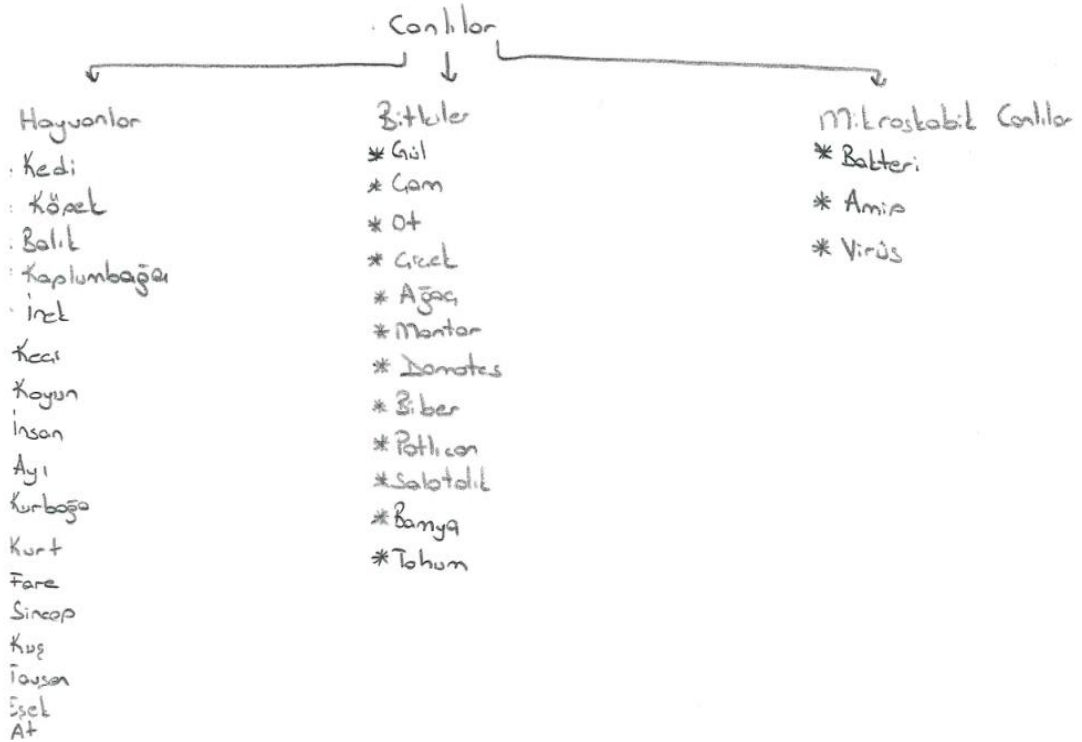 Canlılar
Hayvanlar
Kedi
Köpek
Balık
Kaplumbağa
İnek
Keçi
Koyun
İnsan
Ayı
Kurbağa
Kurt
Fare
Sincap
Kuş
Tavşan
Eşek
At
Bitkiler
* Gül
* Çam
* Ot
* Çiçek
* Ağaç
* Mantar
* Domates
* Biber
* Patlıcan
* Salatalık
* Bamya
* Tohum
Mikroskabik Canlılar
* Bakteri
* Amip
* Virüs